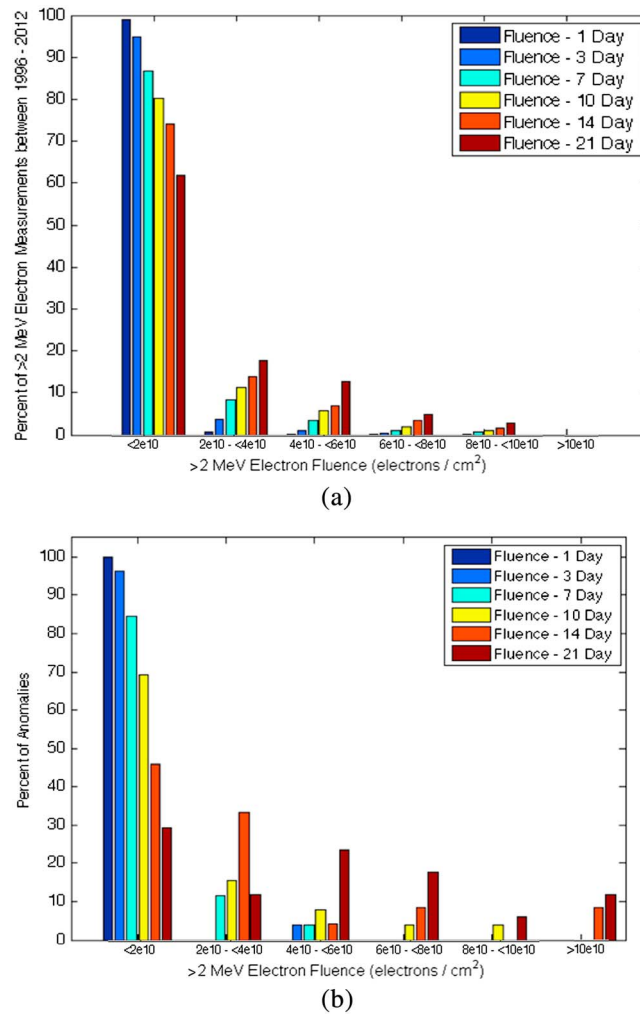 Percent of >2 MeV Electron Measurements between 1996 - 2012
100
90
80
70
60
50
40
30
20
10
0
Fluence - 1 Day
Fluence - 3 Day
Fluence - 7 Day
Fluence - 10 Day
Fluence - 14 Day
Fluence - 21 Day
<2e10
2e10 - <4e10
4e10 - <6e10
6e10 - <8e10
8e10 - <10e10
>10e10
>2 MeV Electron Fluence (electrons / cm²)
(a)
Percent of Anomalies
100
90
80
70
60
50
40
30
20
10
0
Fluence - 1 Day
Fluence - 3 Day
Fluence - 7 Day
Fluence - 10 Day
Fluence - 14 Day
Fluence - 21 Day
<2e10
2e10 - <4e10
4e10 - <6e10
6e10 - <8e10
8e10 - <10e10
>10e10
>2 MeV Electron Fluence (electrons / cm²)
(b)